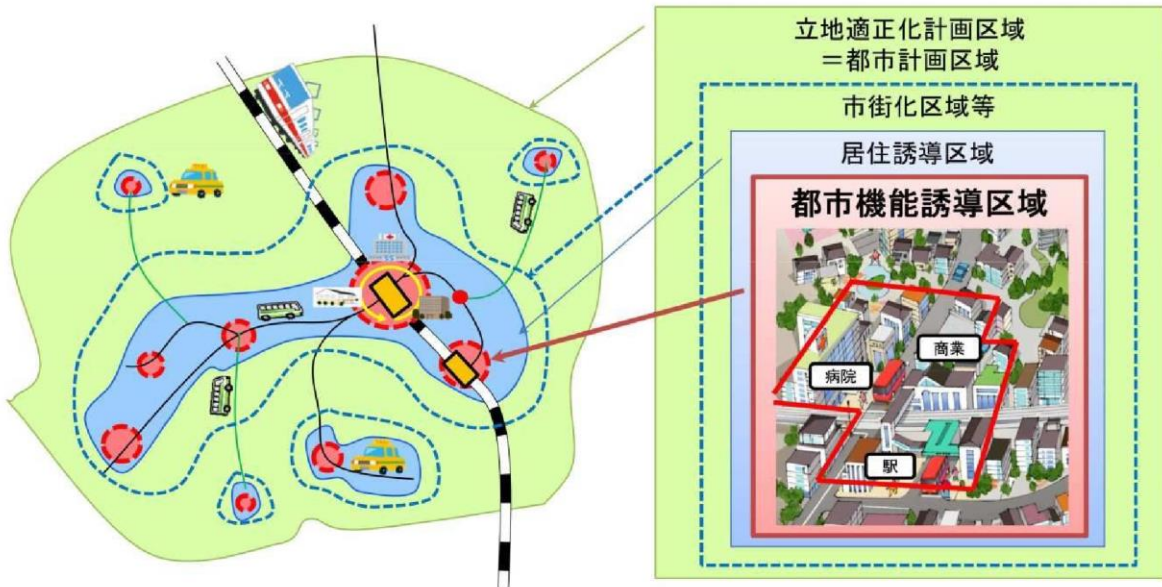 立地適正化計画区域
＝都市計画区域
市街化区域等
居住誘導区域
都市機能誘導区域
商業
病院
駅